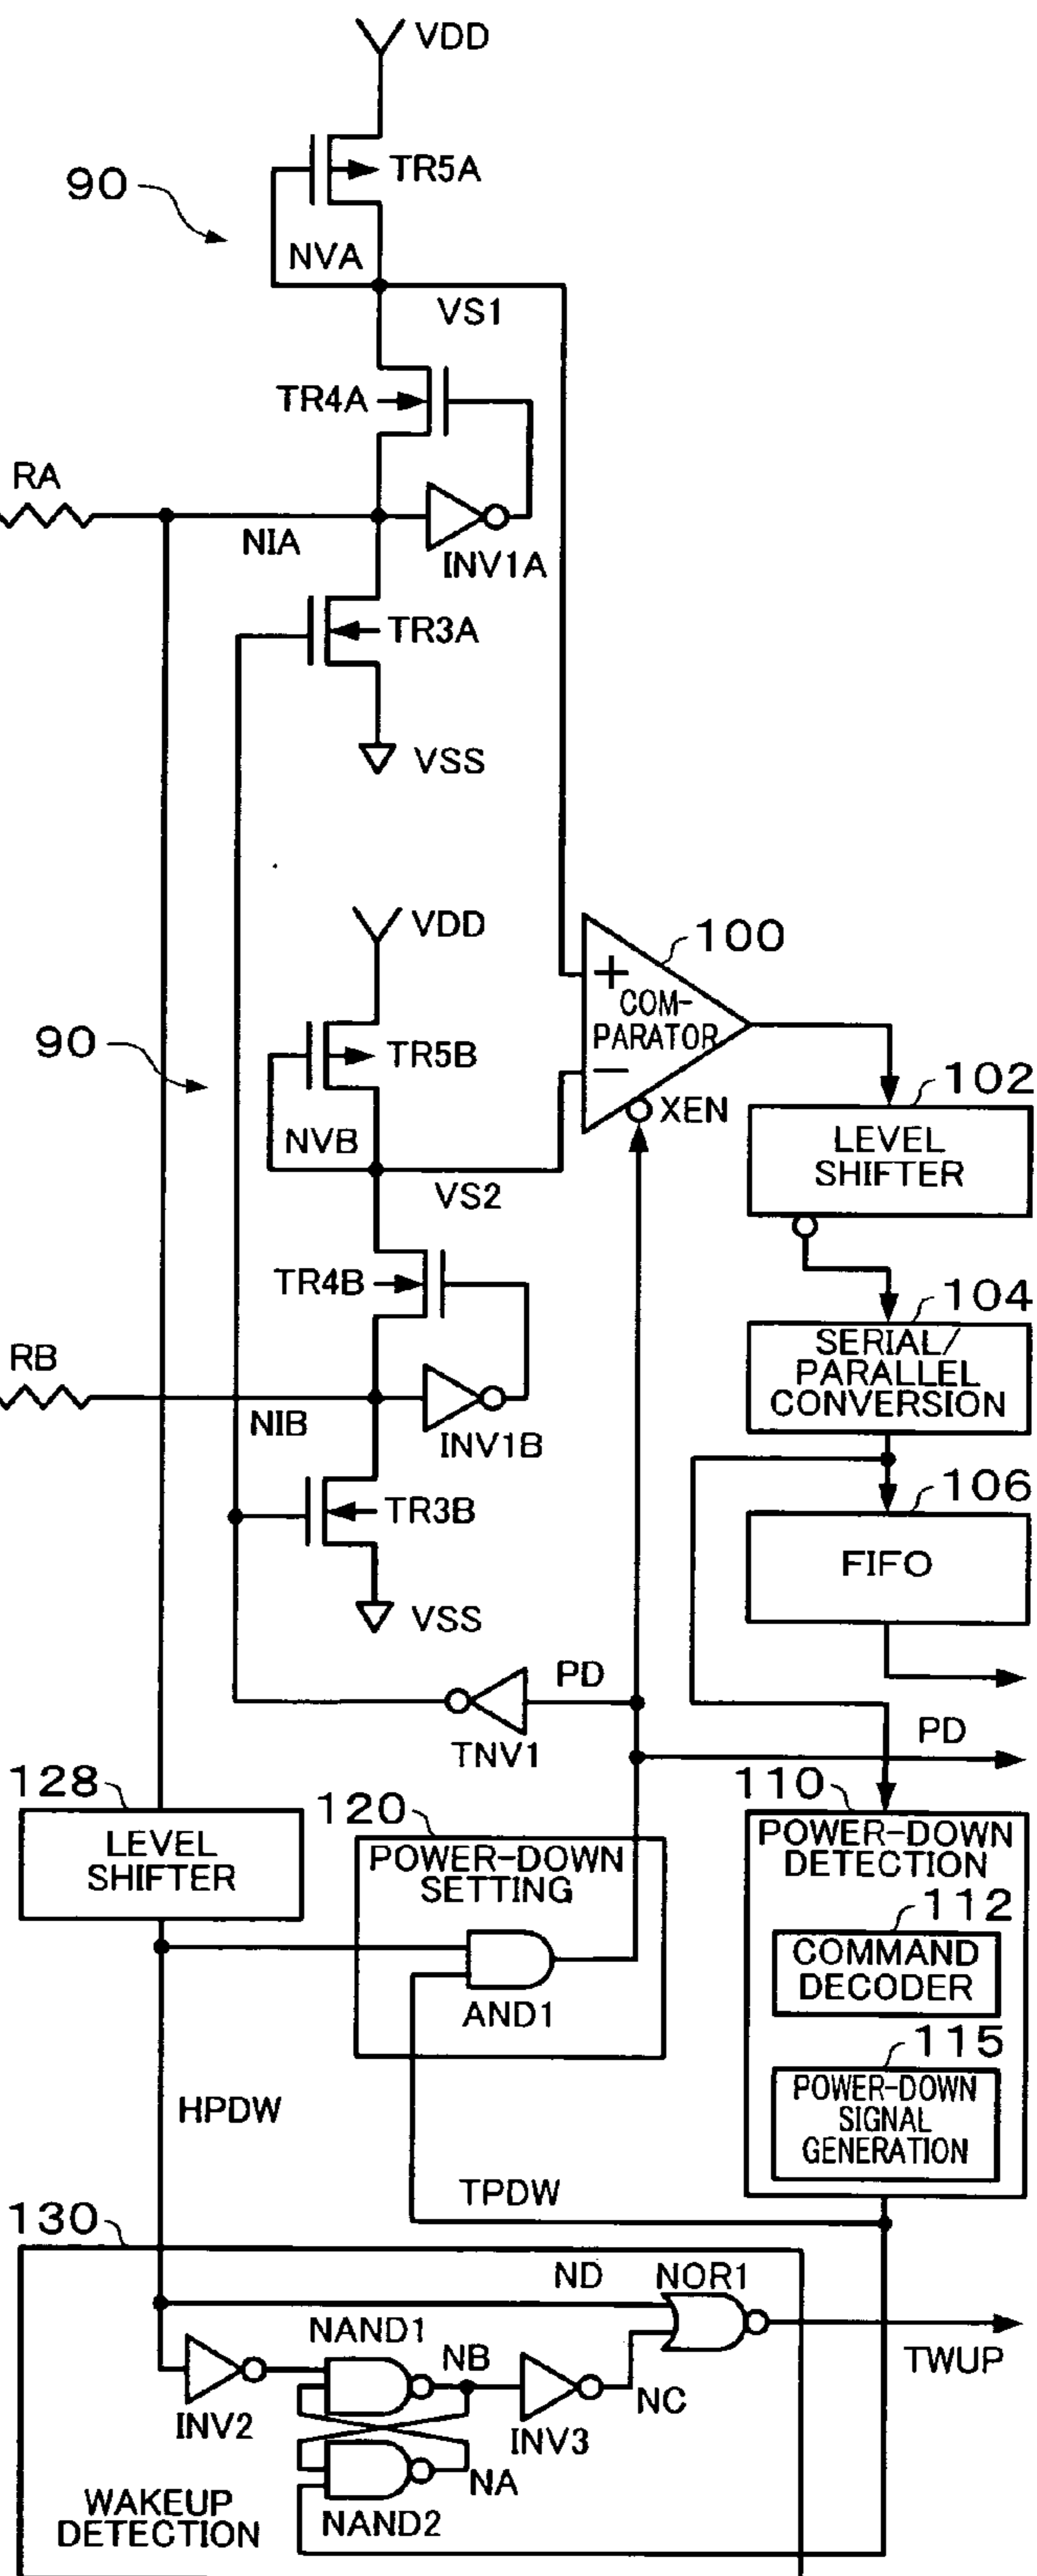 VDD
TR5A
90
NVA
VS1
TR4A
RA
NIA
INV1A
TR3A
VSS
VDD
100
+
COM-
PARATOR
90
TR5B
−
XEN
102
NVB
LEVEL
SHIFTER
VS2
TR4B
104
SERIAL/
PARALLEL
CONVERSION
RB
NIB
INV1B
106
TR3B
FIFO
VSS
PD
TNV1
PD
128
120
110
LEVEL
SHIFTER
POWER-DOWN
SETTING
POWER-DOWN
DETECTION
112
COMMAND
DECODER
AND1
115
POWER-DOWN
SIGNAL
GENERATION
HPDW
TPDW
130
ND
NOR1
NAND1
NB
TWUP
INV2
INV3
NC
NA
WAKEUP
DETECTION
NAND2